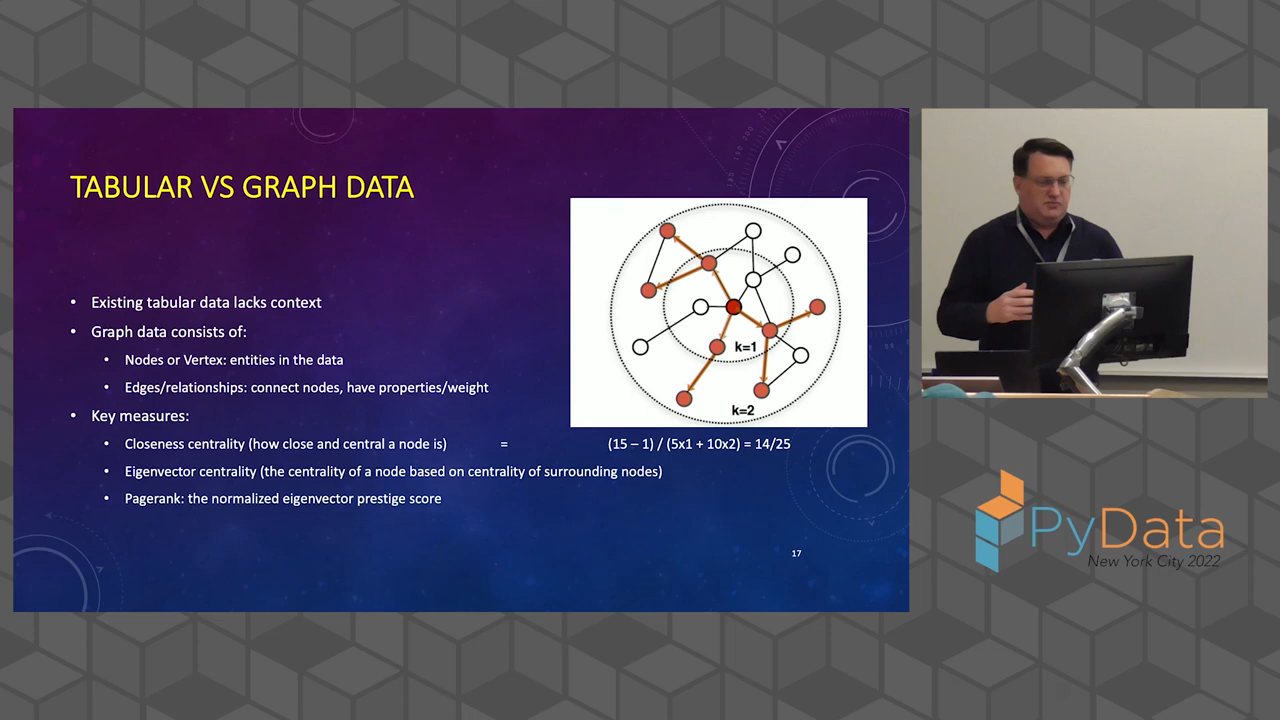 TABULAR VS GRAPH DATA
• Existing tabular data lacks context
• Graph data consists of:
• Nodes or Vertex: entities in the data
• Edges/relationships: connect nodes, have properties/weight
• Key measures:
• Closeness centrality (how close and central a node is) = (15 – 1) / (5x1 + 10x2) = 14/25
• Eigenvector centrality (the centrality of a node based on centrality of surrounding nodes)
• Pagerank: the normalized eigenvector prestige score
k=1
k=2
17
PyData
New York City 2022